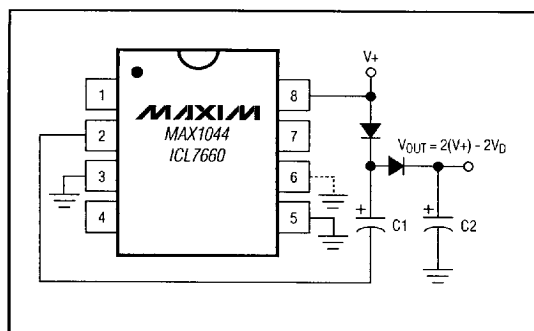 V+
1
8
MAXIM
MAX1044
ICL7660
2
7
VOUT = 2(V+) - 2VD
3
6
4
5
+
C1
+
C2